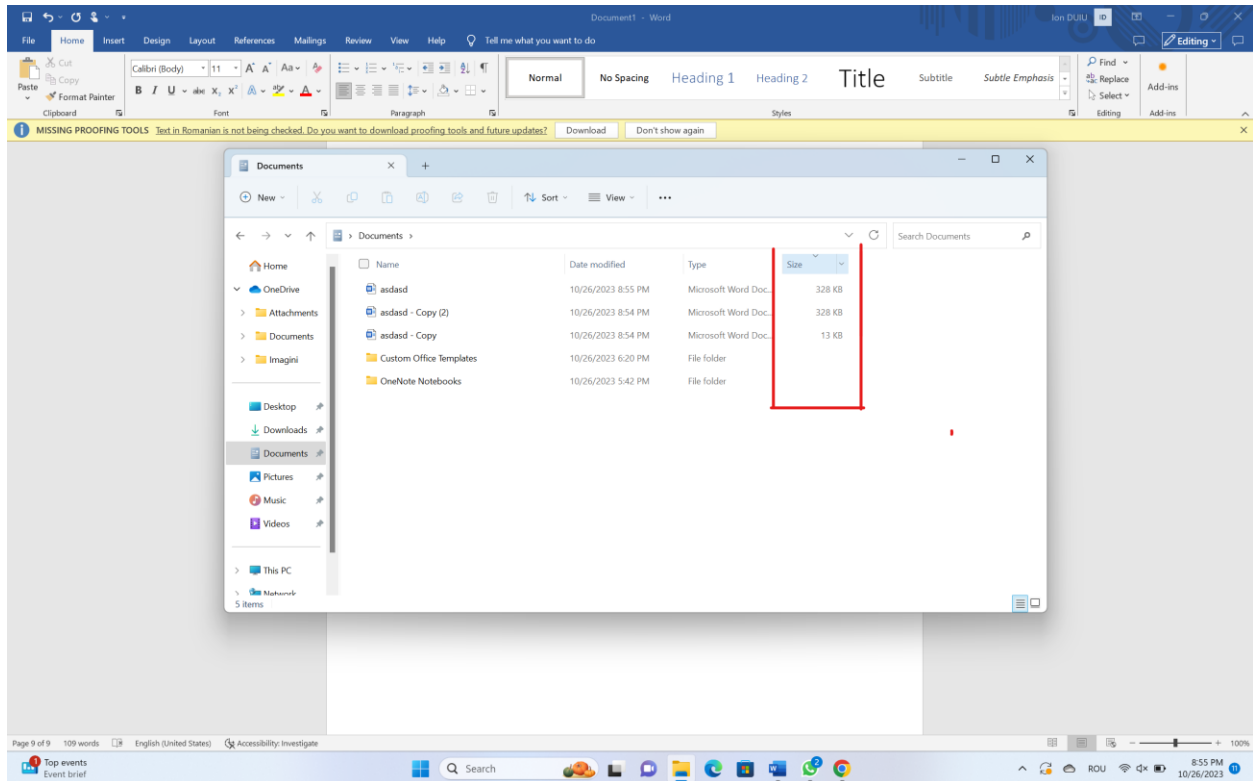 Document1 - Word
Ion DUIU ID
File Home Insert Design Layout References Mailings Review View Help Tell me what you want to do Editing
Paste
Cut
Copy
Format Painter
Calibri (Body) 11
Normal No Spacing Heading 1 Heading 2 Title Subtitle Subtle Emphasis
Find
Replace
Select
Add-ins
Clipboard Font Paragraph Styles Editing Add-ins
MISSING PROOFING TOOLS Text in Romanian is not being checked. Do you want to download proofing tools and future updates? Download Don't show again
Documents
New Sort View
Documents
Search Documents
Name Date modified Type Size
asdasd 10/26/2023 8:55 PM Microsoft Word Doc... 328 KB
asdasd - Copy (2) 10/26/2023 8:54 PM Microsoft Word Doc... 328 KB
asdasd - Copy 10/26/2023 8:54 PM Microsoft Word Doc... 13 KB
Custom Office Templates 10/26/2023 6:20 PM File folder
OneNote Notebooks 10/26/2023 5:42 PM File folder
Home
OneDrive
Attachments
Documents
Imagini
Desktop
Downloads
Documents
Pictures
Music
Videos
This PC
Network
5 items
Page 9 of 9 109 words English (United States) Accessibility: Investigate 100%
1
Top events
Event brief
Search
2
ROU
8:55 PM
10/26/2023